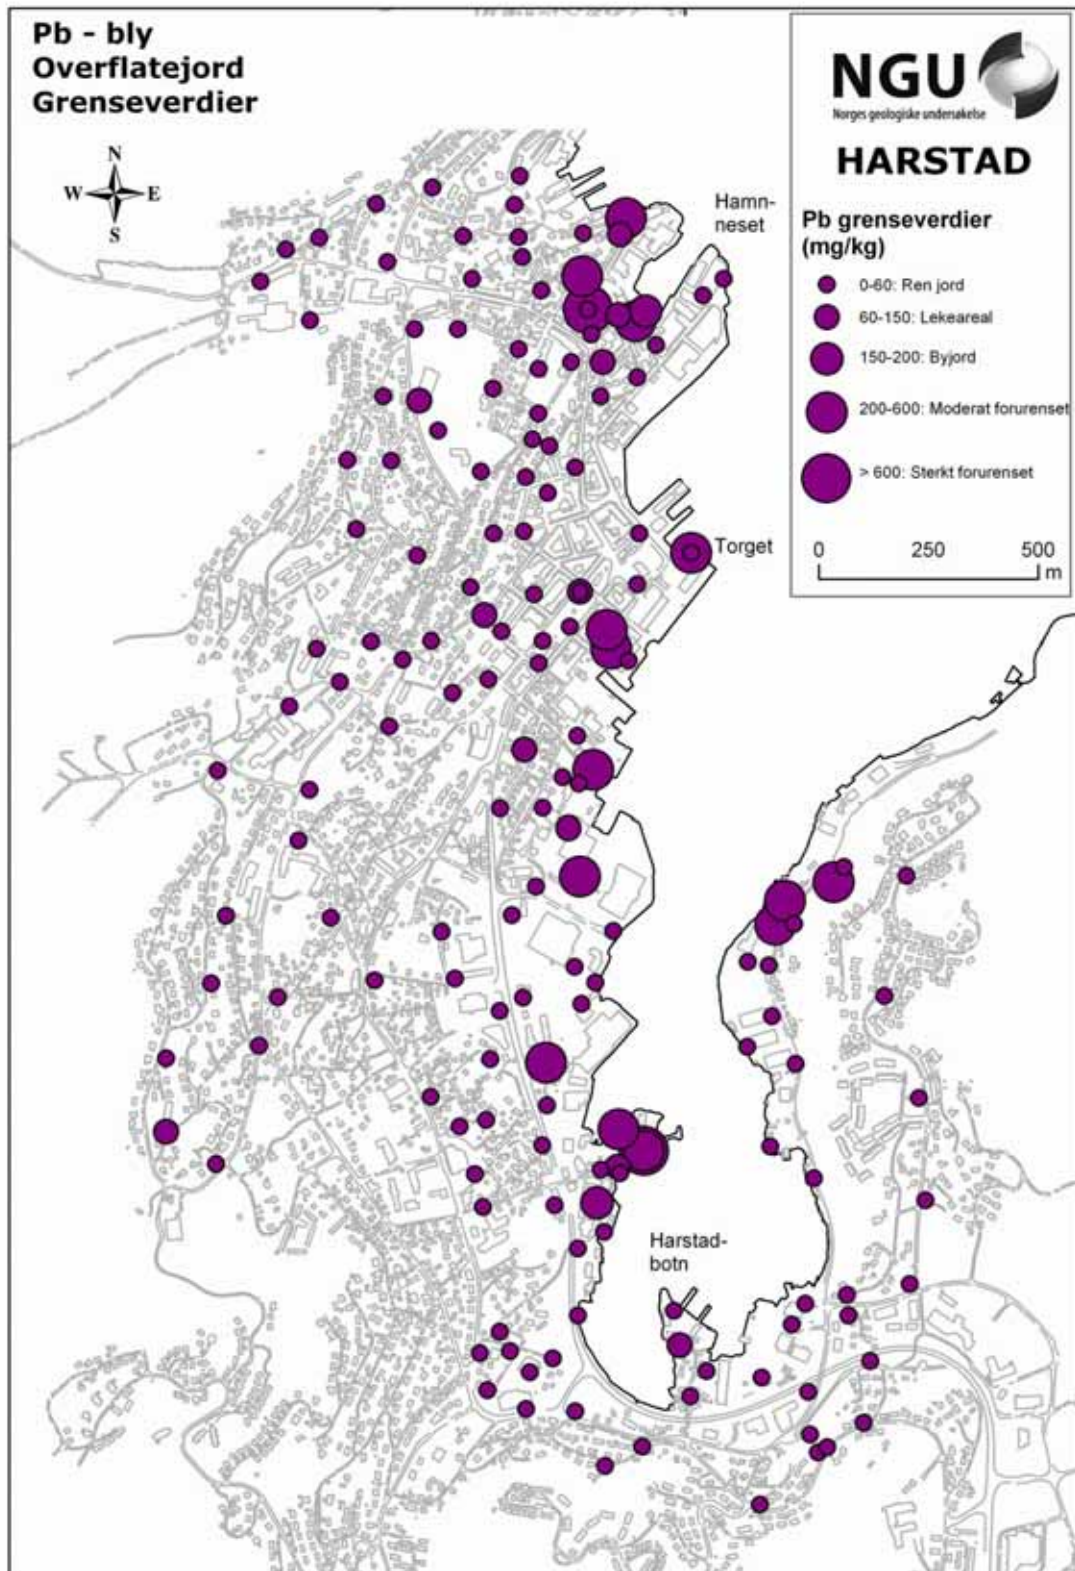 Pb - bly
Overflatejord
Grenseverdier
N
W E
S
NGU
Norges geologiske undersøkelse
HARSTAD
Pb grenseverdier
(mg/kg)
0-60: Ren jord
60-150: Lekeareal
150-200: Byjord
200-600: Moderat forurenset
> 600: Sterkt forurenset
0 250 500
m
Hamn-
neset
Torget
Harstad-
botn